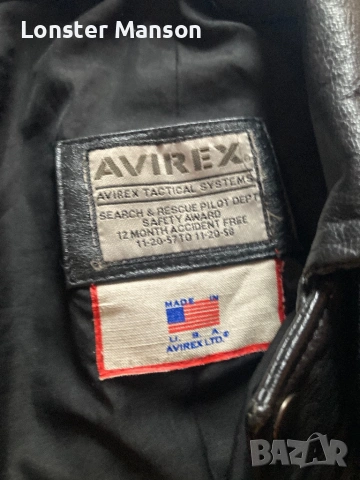 Lonster Manson
AVIREX
AVIREX TACTICAL SYSTEMS
SEARCH & RESCUE PILOT DEPT
SAFETY AWARD
12 MONTH ACCIDENT FREE
11-20-57 TO 11-20-58
MADE IN
U. S. A.
AVIREX LTD.®
BAZAR